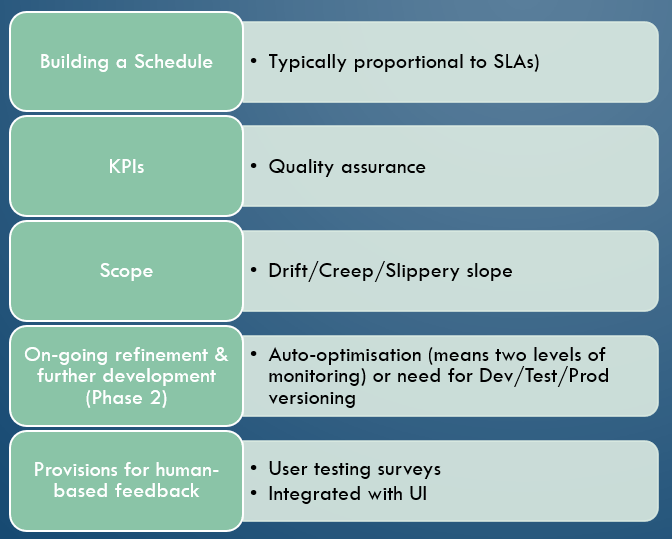 Building a Schedule
• Typically proportional to SLAs)
KPIs
• Quality assurance
Scope
• Drift/Creep/Slippery slope
On-going refinement &
further development
(Phase 2)
• Auto-optimisation (means two levels of
monitoring) or need for Dev/Test/Prod
versioning
Provisions for human-
based feedback
• User testing surveys
• Integrated with UI